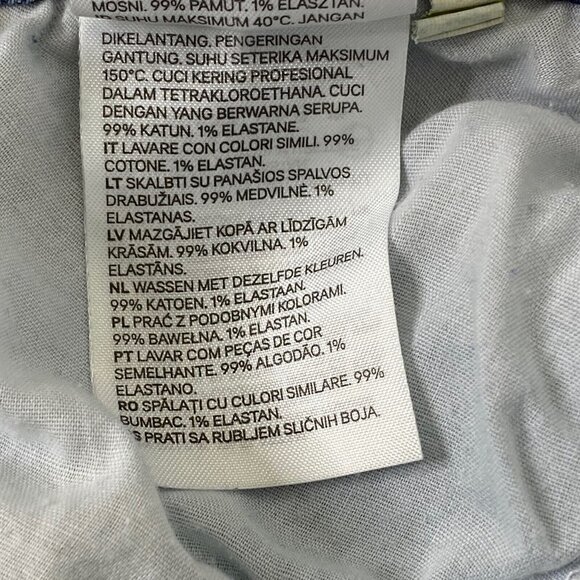 MOSNI. 99% PAMUT. 1% ELASZTÁN.
ID SUHU MAKSIMUM 40°C. JANGAN
DIKELANTANG. PENGERINGAN
GANTUNG. SUHU SETERIKA MAKSIMUM
150°C. CUCI KERING PROFESIONAL
DALAM TETRAKLOROETHANA. CUCI
DENGAN YANG BERWARNA SERUPA.
99% KATUN. 1% ELASTANE.
IT LAVARE CON COLORI SIMILI. 99%
COTONE. 1% ELASTAN.
LT SKALBTI SU PANAŠIOS SPALVOS
DRABUŽIAIS. 99% MEDVILNĖ. 1%
ELASTANAS.
LV MAZGĀJIET KOPĀ AR LĪDZĪGĀM
KRĀSĀM. 99% KOKVILNA. 1%
ELASTĀNS.
NL WASSEN MET DEZELFDE KLEUREN.
99% KATOEN. 1% ELASTAAN.
PL PRAĆ Z PODOBNYMI KOLORAMI.
99% BAWEŁNA. 1% ELASTAN.
PT LAVAR COM PEÇAS DE COR
SEMELHANTE. 99% ALGODÃO. 1%
ELASTANO.
RO SPĂLAȚI CU CULORI SIMILARE. 99%
BUMBAC. 1% ELASTAN.
S PRATI SA RUBLJEM SLIČNIH BOJA.